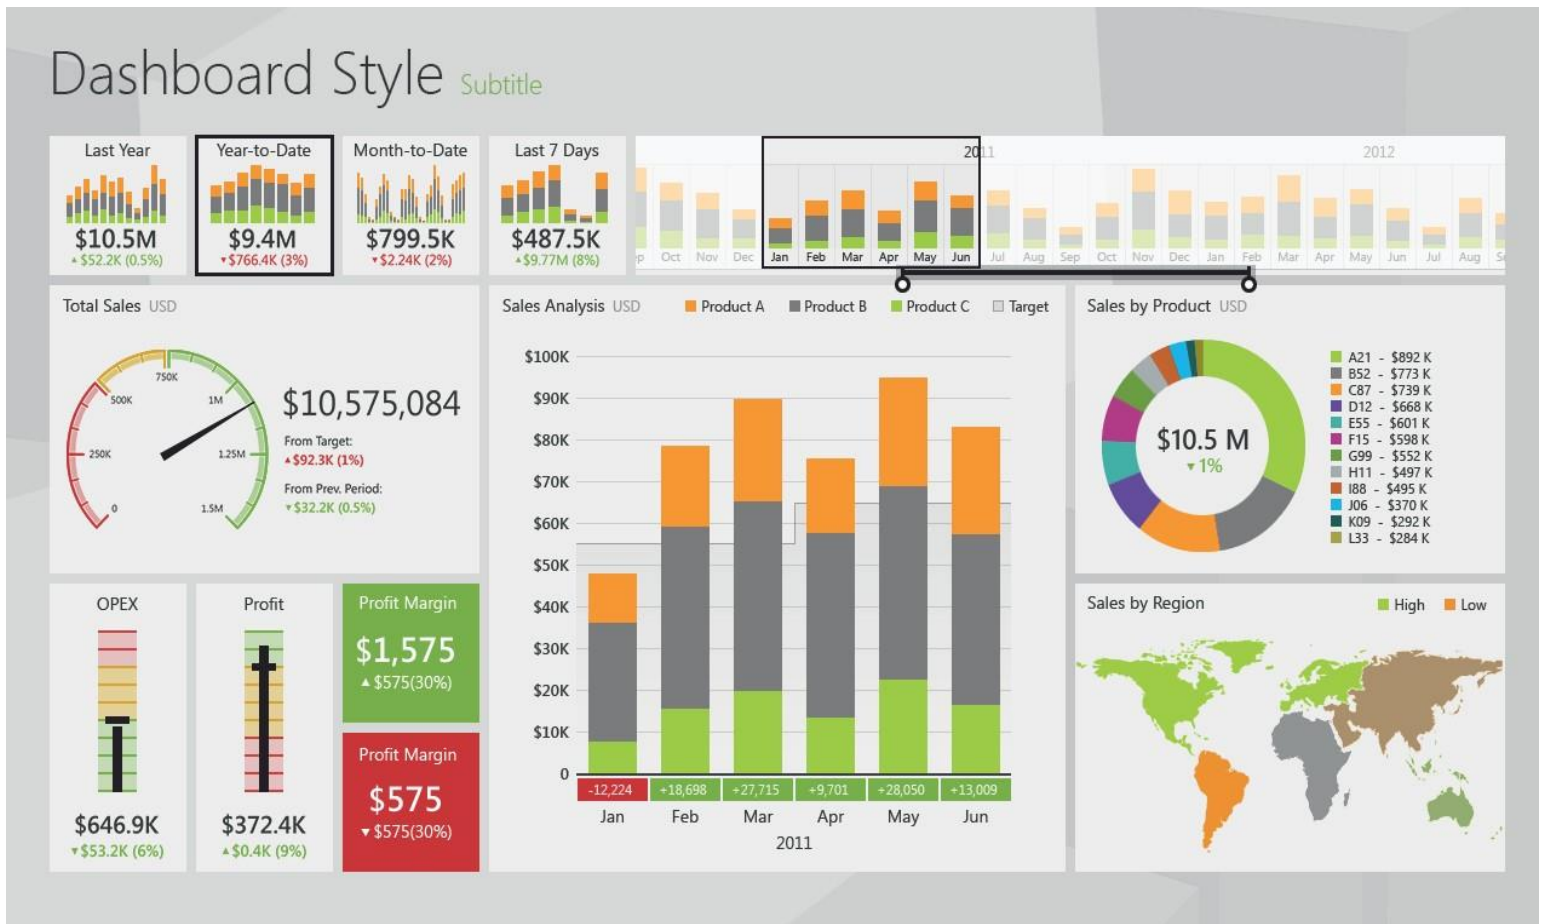 Dashboard Style Subtitle
Last Year
$10.5M
▲ $52.2K (0.5%)
Year-to-Date
$9.4M
▼ $766.4K (3%)
Month-to-Date
$799.5K
▼ $2.24K (2%)
Last 7 Days
$487.5K
▲ $9.77M (8%)
2011 2012
Oct Nov Dec Jan Feb Mar Apr May Jun Jul Aug Sep Oct Nov Dec Jan Feb Mar Apr May Jun Jul Aug
Total Sales USD
0
250K
500K
750K
1M
1.25M
1.5M
$10,575,084
From Target:
▲ $92.3K (1%)
From Prev. Period:
▼ $32.2K (0.5%)
OPEX
$646.9K
▼ $53.2K (6%)
Profit
$372.4K
▲ $0.4K (9%)
Profit Margin
$1,575
▲ $575(30%)
Profit Margin
$575
▼ $575(30%)
Sales Analysis USD
Product A Product B Product C Target
$100K
$90K
$80K
$70K
$60K
$50K
$40K
$30K
$20K
$10K
0
-12,224 +18,698 +27,715 +9,701 +28,050 +13,009
Jan Feb Mar Apr May Jun
2011
Sales by Product USD
$10.5 M
▼ 1%
A21 - $892 K
B52 - $773 K
C87 - $739 K
D12 - $668 K
E55 - $601 K
F15 - $598 K
G99 - $552 K
H11 - $497 K
I88 - $495 K
J06 - $370 K
K09 - $292 K
L33 - $284 K
Sales by Region
High Low